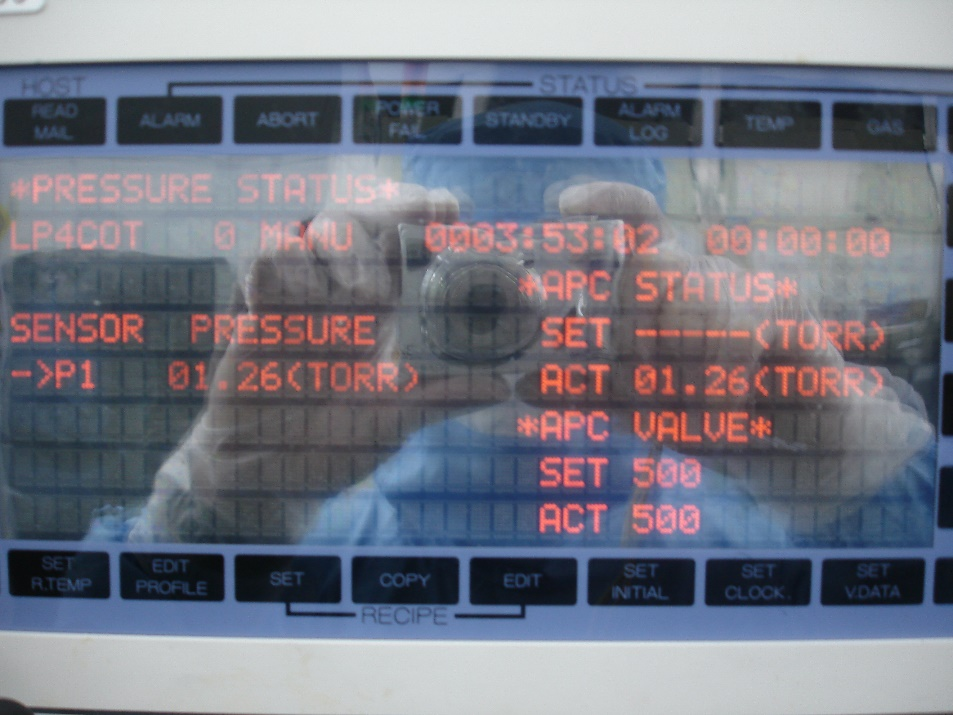 HOST
STATUS
READ MAIL
ALARM
ABORT
POWER FAIL
STANDBY
ALARM LOG
TEMP
GAS
*PRESSURE STATUS*
LP4COT 0 MANU 0003:53:02 00:00:00
*APC STATUS*
SENSOR PRESSURE SET -----(TORR)
->P1 01.26(TORR) ACT 01.26(TORR)
*APC VALVE*
SET 500
ACT 500
SET R.TEMP
EDIT PROFILE
SET
COPY
EDIT
SET INITIAL
SET CLOCK.
SET V.DATA
RECIPE